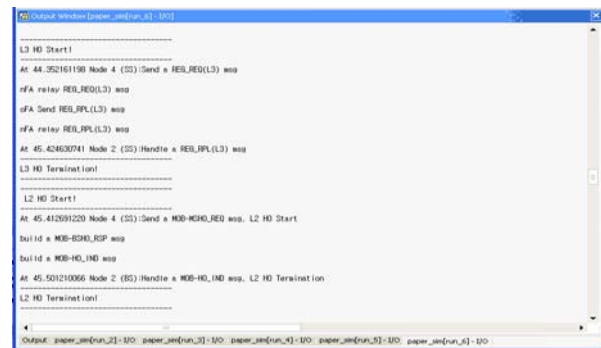 Output Window [paper_sim[run_6] - I/O]
------------------------------------
L3 HO Start!
------------------------------------
At 44.352161198 Node 4 (SS):Send a REG_REQ(L3) msg
nFA relay REG_REQ(L3) msg
oFA Send REG_RPL(L3) msg
nFA relay REG_RPL(L3) msg
At 45.424630741 Node 2 (SS):Handle a REG_RPL(L3) msg
------------------------------------
L3 HO Termination!
------------------------------------
------------------------------------
L2 HO Start!
------------------------------------
At 45.412691220 Node 4 (SS):Send a MOB-MSHO_REQ msg, L2 HO Start
build a MOB-BSHO_RSP msg
build a MOB-HO_IND msg
At 45.501210066 Node 2 (BS):Handle a MOB-HO_IND msg, L2 HO Termination
------------------------------------
L2 HO Termination!
------------------------------------
Output paper_sim[run_2] - I/O paper_sim[run_3] - I/O paper_sim[run_4] - I/O paper_sim[run_5] - I/O paper_sim[run_6] - I/O